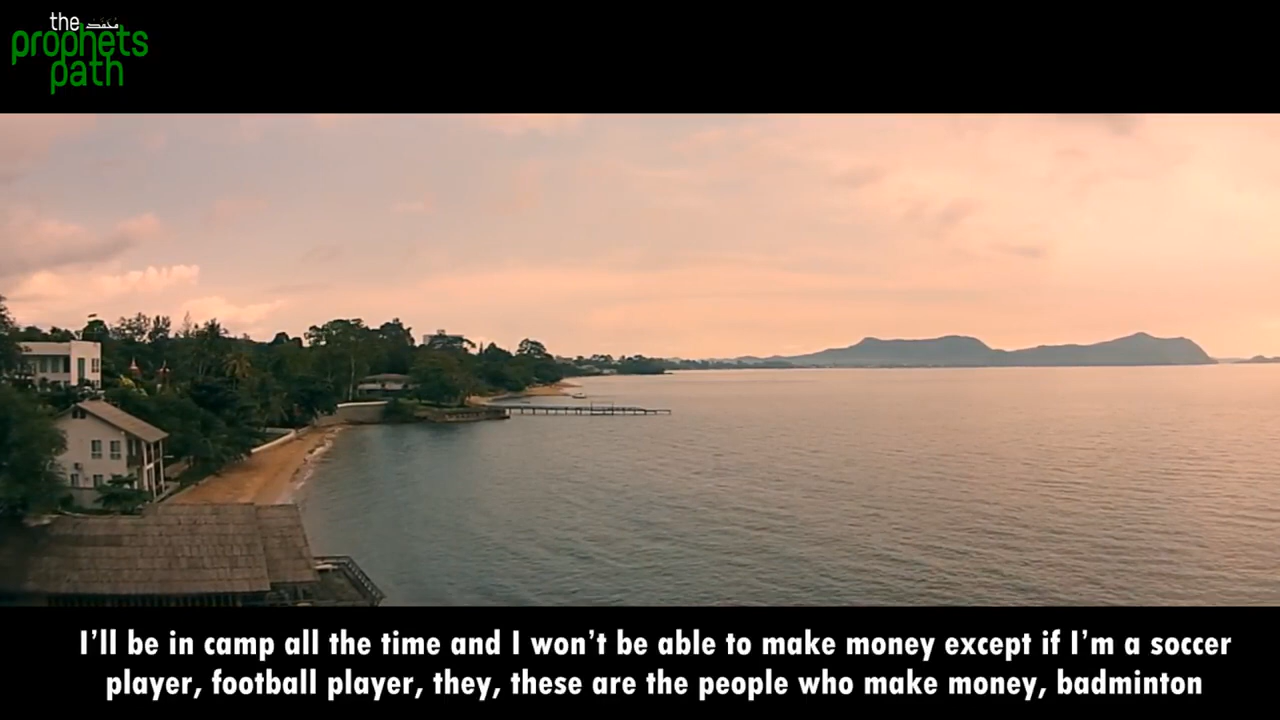 the محمد
prophets
path
I'll be in camp all the time and I won't be able to make money except if I'm a soccer
player, football player, they, these are the people who make money, badminton